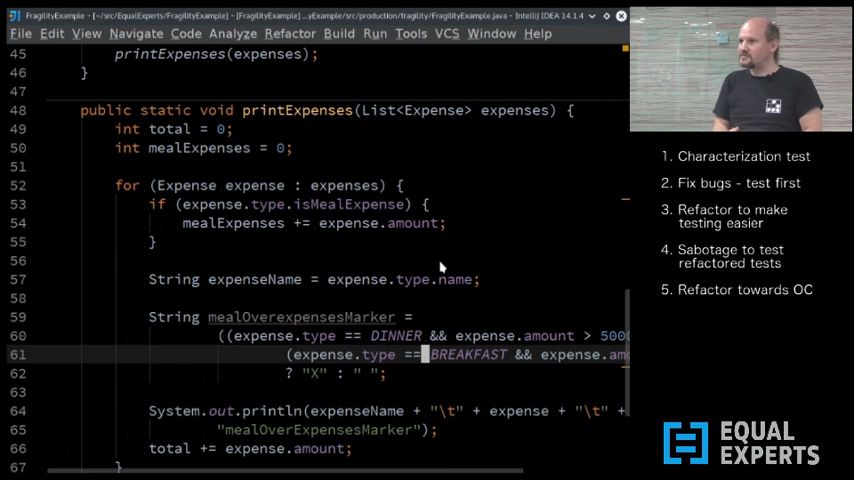 FragilityExample - [~/src/EqualExperts/FragilityExample] - [FragilityExample]...yExample/src/production/fragility/FragilityExample.java - IntelliJ IDEA 14.1.4
File Edit View Navigate Code Analyze Refactor Build Run Tools VCS Window Help
45 printExpenses(expenses);
46 }
47
48 public static void printExpenses(List<Expense> expenses) {
49 int total = 0;
50 int mealExpenses = 0;
51
52 for (Expense expense : expenses) {
53 if (expense.type.isMealExpense) {
54 mealExpenses += expense.amount;
55 }
56
57 String expenseName = expense.type.name;
58
59 String mealOverexpensesMarker =
60 ((expense.type == DINNER && expense.amount > 5000
61 (expense.type == BREAKFAST && expense.amo
62 ? "X" : " ";
63
64 System.out.println(expenseName + "\t" + expense + "\t" +
65 "mealOverExpensesMarker");
66 total += expense.amount;
67 }
1. Characterization test
2. Fix bugs - test first
3. Refactor to make
testing easier
4. Sabotage to test
refactored tests
5. Refactor towards OC
EQUAL
EXPERTS